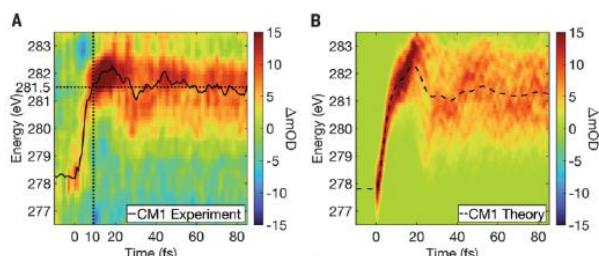 A
B
283
282
281.5
281
280
279
278
277
Energy (eV)
0 10 20 40 60 80
Time (fs)
CM1 Experiment
15
10
5
0
-5
-10
-15
ΔmOD
283
282
281
280
279
278
277
Energy (eV)
0 20 40 60 80
Time (fs)
CM1 Theory
15
10
5
0
-5
-10
-15
ΔmOD